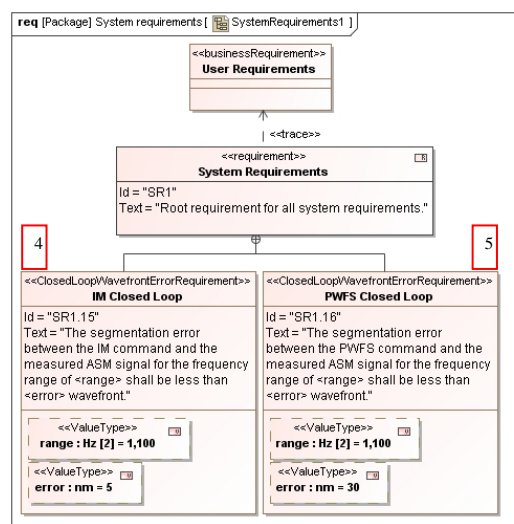 req [Package] System requirements [ SystemRequirements1 ]
<<businessRequirement>>
User Requirements
<<trace>>
<<requirement>>
System Requirements
Id = "SR1"
Text = "Root requirement for all system requirements."
4
<<ClosedLoopWavefrontErrorRequirement>>
IM Closed Loop
Id = "SR1.15"
Text = "The segmentation error
between the IM command and the
measured ASM signal for the frequency
range of <range> shall be less than
<error> wavefront."
<<ValueType>>
range : Hz [2] = 1,100
<<ValueType>>
error : nm = 5
5
<<ClosedLoopWavefrontErrorRequirement>>
PWFS Closed Loop
Id = "SR1.16"
Text = "The segmentation error
between the PWFS command and the
measured ASM signal for the frequency
range of <range> shall be less than
<error> wavefront."
<<ValueType>>
range : Hz [2] = 1,100
<<ValueType>>
error : nm = 30